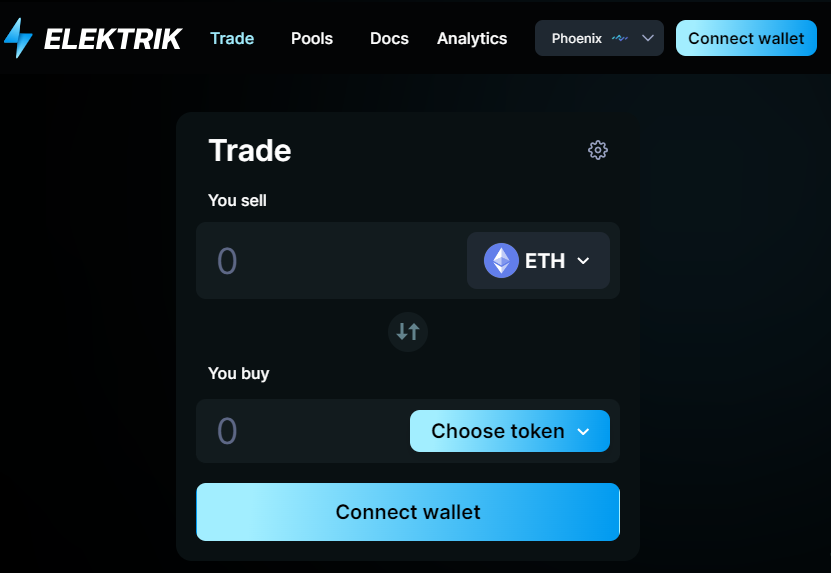 ELEKTRIK Trade Pools Docs Analytics Phoenix Connect wallet
Trade
You sell
0 ETH
You buy
0 Choose token
Connect wallet